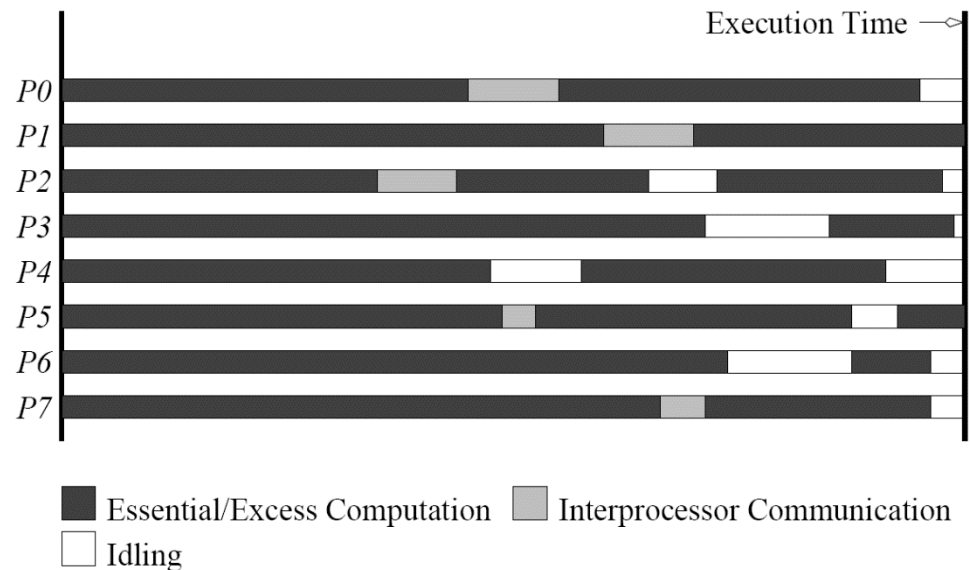 Execution Time
P0
P1
P2
P3
P4
P5
P6
P7
Essential/Excess Computation Interprocessor Communication
Idling